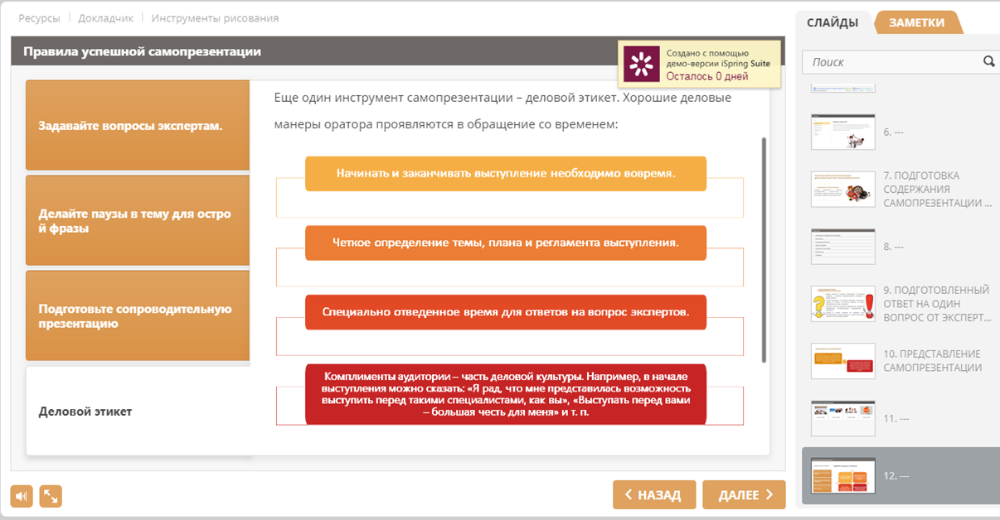 Ресурсы
Докладчик
Инструменты рисования
Правила успешной самопрезентации
Создано с помощью
демо-версии iSpring Suite
Осталось 0 дней
Задавайте вопросы экспертам.
Делайте паузы в тему для остро
й фразы
Подготовьте сопроводительную
презентацию
Деловой этикет
Еще один инструмент самопрезентации – деловой этикет. Хорошие деловые
манеры оратора проявляются в обращение со временем:
Начинать и заканчивать выступление необходимо вовремя.
Четкое определение темы, плана и регламента выступления.
Специально отведенное время для ответов на вопрос экспертов.
Комплименты аудитории – часть деловой культуры. Например, в начале
выступления можно сказать: «Я рад, что мне представилась возможность
выступить перед такими специалистами, как вы», «Выступать перед вами
– большая честь для меня» и т. п.
НАЗАД
ДАЛЕЕ
СЛАЙДЫ
ЗАМЕТКИ
Поиск
6. ---
7. ПОДГОТОВКА
СОДЕРЖАНИЯ
САМОПРЕЗЕНТАЦИИ ...
8. ---
9. ПОДГОТОВЛЕННЫЙ
ОТВЕТ НА ОДИН
ВОПРОС ОТ ЭКСПЕРТ...
10. ПРЕДСТАВЛЕНИЕ
САМОПРЕЗЕНТАЦИИ
11. ---
12. ---